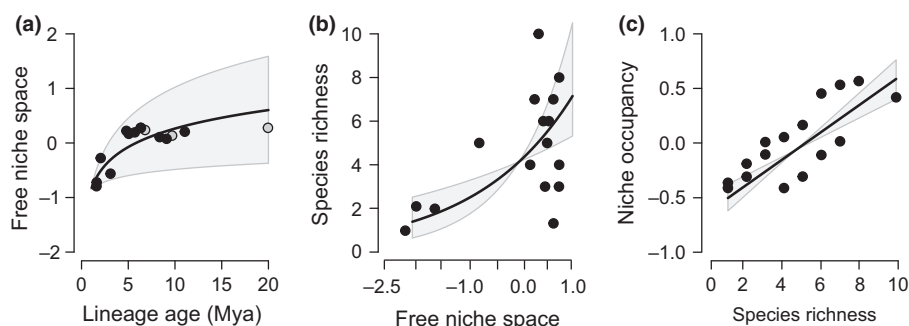 (a)
Free niche space
2
1
0
−1
−2
0 5 10 15 20
Lineage age (Mya)
(b)
Species richness
10
8
6
4
2
0
−2.5 −1.0 0.0 1.0
Free niche space
(c)
Niche occupancy
1.0
0.5
0.0
−0.5
−1.0
0 2 4 6 8 10
Species richness